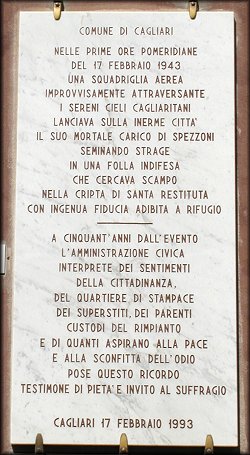 COMUNE DI CAGLIARI
NELLE PRIME ORE POMERIDIANE
DEL 17 FEBBRAIO 1943
UNA SQUADRIGLIA AEREA
IMPROVVISAMENTE ATTRAVERSANTE
I SERENI CIELI CAGLIARITANI
LANCIAVA SULLA INERME CITTA'
IL SUO MORTALE CARICO DI SPEZZONI
SEMINANDO STRAGE
IN UNA FOLLA INDIFESA
CHE CERCAVA SCAMPO
NELLA CRIPTA DI SANTA RESTITUTA
CON INGENUA FIDUCIA ADIBITA A RIFUGIO
A CINQUANT'ANNI DALL'EVENTO
L'AMMINISTRAZIONE CIVICA
INTERPRETE DEI SENTIMENTI
DELLA CITTADINANZA,
DEL QUARTIERE DI STAMPACE
DEI SUPERSTITI, DEI PARENTI
CUSTODI DEL RIMPIANTO
E DI QUANTI ASPIRANO ALLA PACE
E ALLA SCONFITTA DELL'ODIO
POSE QUESTO RICORDO
TESTIMONE DI PIETA' E INVITO AL SUFFRAGIO
CAGLIARI 17 FEBBRAIO 1993